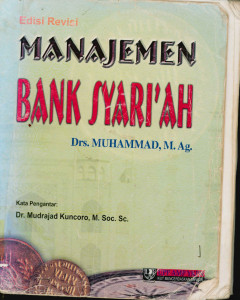 Edisi Revisi
MANAJEMEN
BANK SYARI'AH
Drs. MUHAMMAD, M. Ag.
Kata Pengantar:
Dr. Mudrajad Kuncoro, M. Soc. Sc.